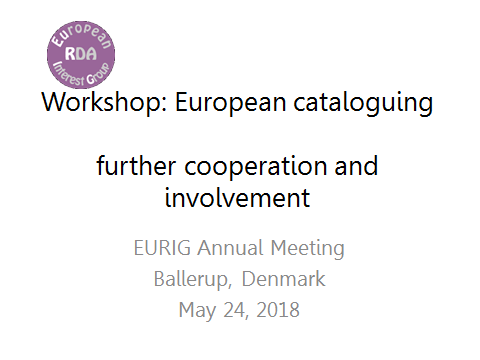 European
RDA
Interest Group
Workshop: European cataloguing
further cooperation and
involvement
EURIG Annual Meeting
Ballerup, Denmark
May 24, 2018